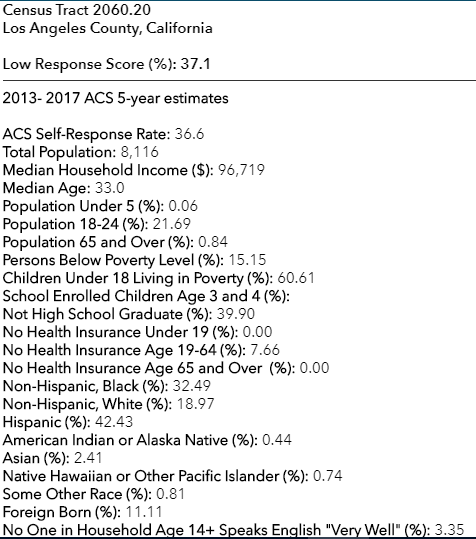 Census Tract 2060.20
Los Angeles County, California
Low Response Score (%): 37.1
2013- 2017 ACS 5-year estimates
ACS Self-Response Rate: 36.6
Total Population: 8,116
Median Household Income ($): 96,719
Median Age: 33.0
Population Under 5 (%): 0.06
Population 18-24 (%): 21.69
Population 65 and Over (%): 0.84
Persons Below Poverty Level (%): 15.15
Children Under 18 Living in Poverty (%): 60.61
School Enrolled Children Age 3 and 4 (%):
Not High School Graduate (%): 39.90
No Health Insurance Under 19 (%): 0.00
No Health Insurance Age 19-64 (%): 7.66
No Health Insurance Age 65 and Over  (%): 0.00
Non-Hispanic, Black (%): 32.49
Non-Hispanic, White (%): 18.97
Hispanic (%): 42.43
American Indian or Alaska Native (%): 0.44
Asian (%): 2.41
Native Hawaiian or Other Pacific Islander (%): 0.74
Some Other Race (%): 0.81
Foreign Born (%): 11.11
No One in Household Age 14+ Speaks English "Very Well" (%): 3.35